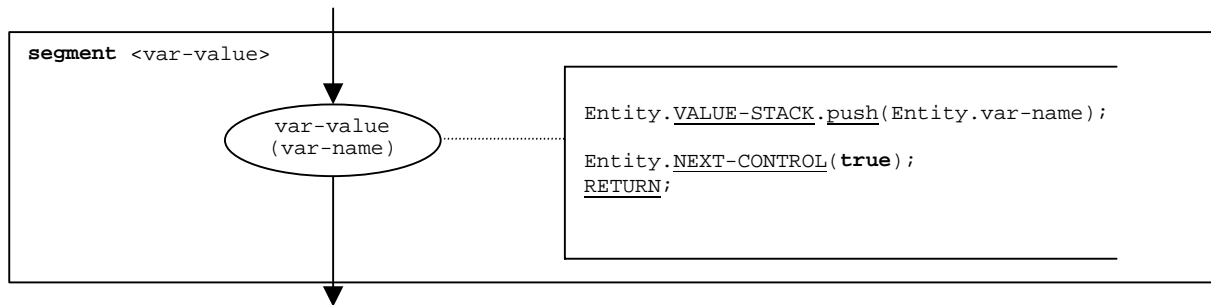 segment <var-value>
var-value
(var-name)
Entity.VALUE-STACK.push(Entity.var-name);
Entity.NEXT-CONTROL(true);
RETURN;